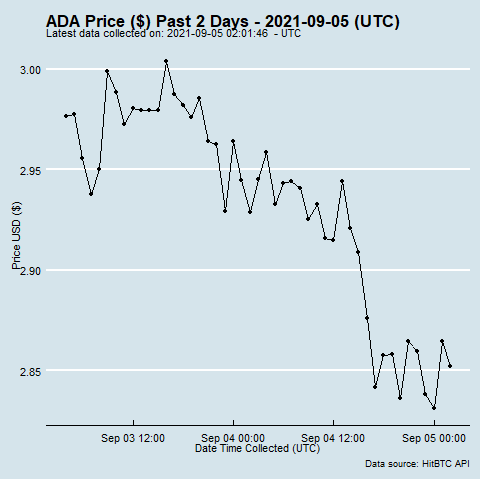 ADA Price ($) Past 2 Days - 2021-09-05 (UTC)
Latest data collected on: 2021-09-05 02:01:46  - UTC
3.00
2.95
2.90
2.85
Price USD ($)
Sep 03 12:00 Sep 04 00:00 Sep 04 12:00 Sep 05 00:00
Date Time Collected (UTC)
Data source: HitBTC API